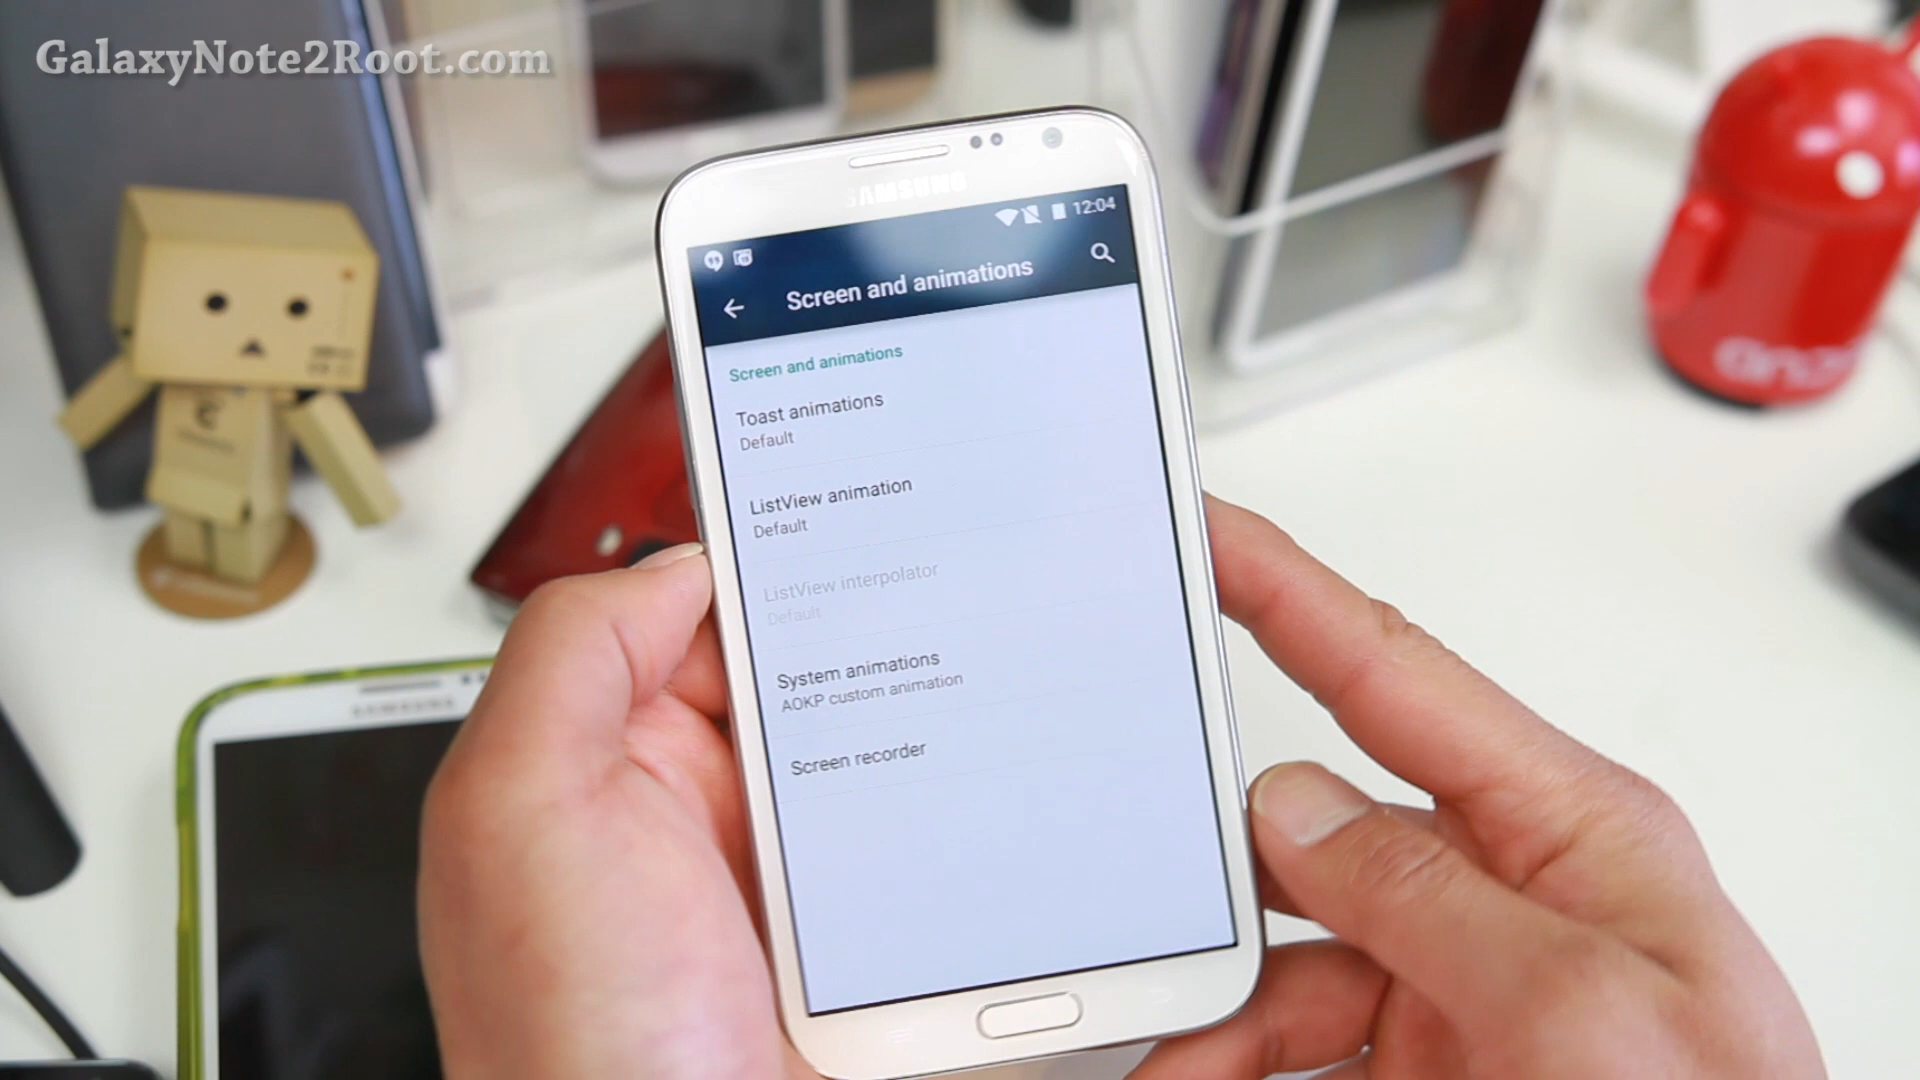 GalaxyNote2Root.com
SAMSUNG
12:04
Screen and animations
Screen and animations
Toast animations
Default
ListView animation
Default
ListView interpolator
Default
System animations
AOKP custom animation
Screen recorder
SAMSUNG